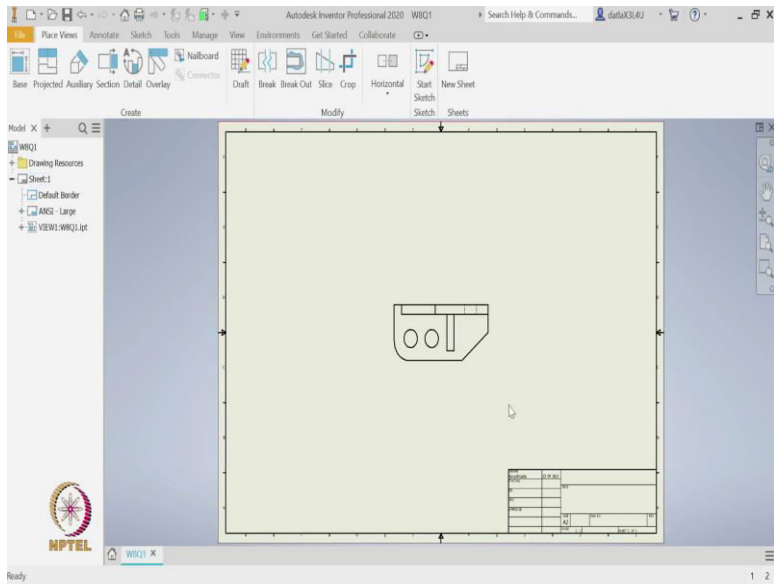 Autodesk Inventor Professional 2020 W8Q1 Search Help & Commands... datlaX3L4U
File Place Views Annotate Sketch Tools Manage View Environments Get Started Collaborate
Nailboard
Connector
Base Projected Auxiliary Section Detail Overlay Draft Break Break Out Slice Crop Horizontal Start Sketch New Sheet
Create Modify Sketch Sheets
Model X +
W8Q1
Drawing Resources
Sheet:1
Default Border
ANSI - Large
VIEW1:W8Q1.ipt
A2
NPTEL
W8Q1 X
Ready 1 2